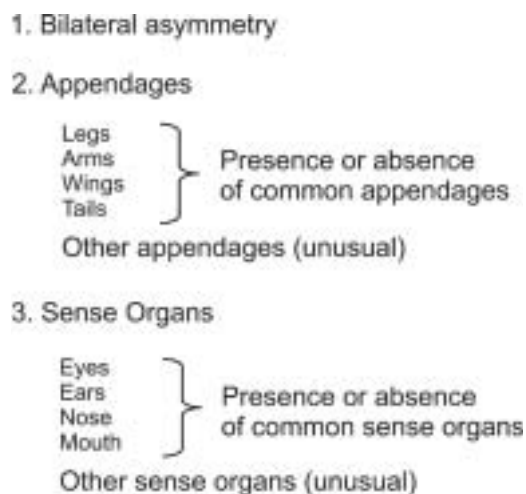 1. Bilateral asymmetry
2. Appendages
Legs
Arms
Wings
Tails
Presence or absence
of common appendages
Other appendages (unusual)
3. Sense Organs
Eyes
Ears
Nose
Mouth
Presence or absence
of common sense organs
Other sense organs (unusual)